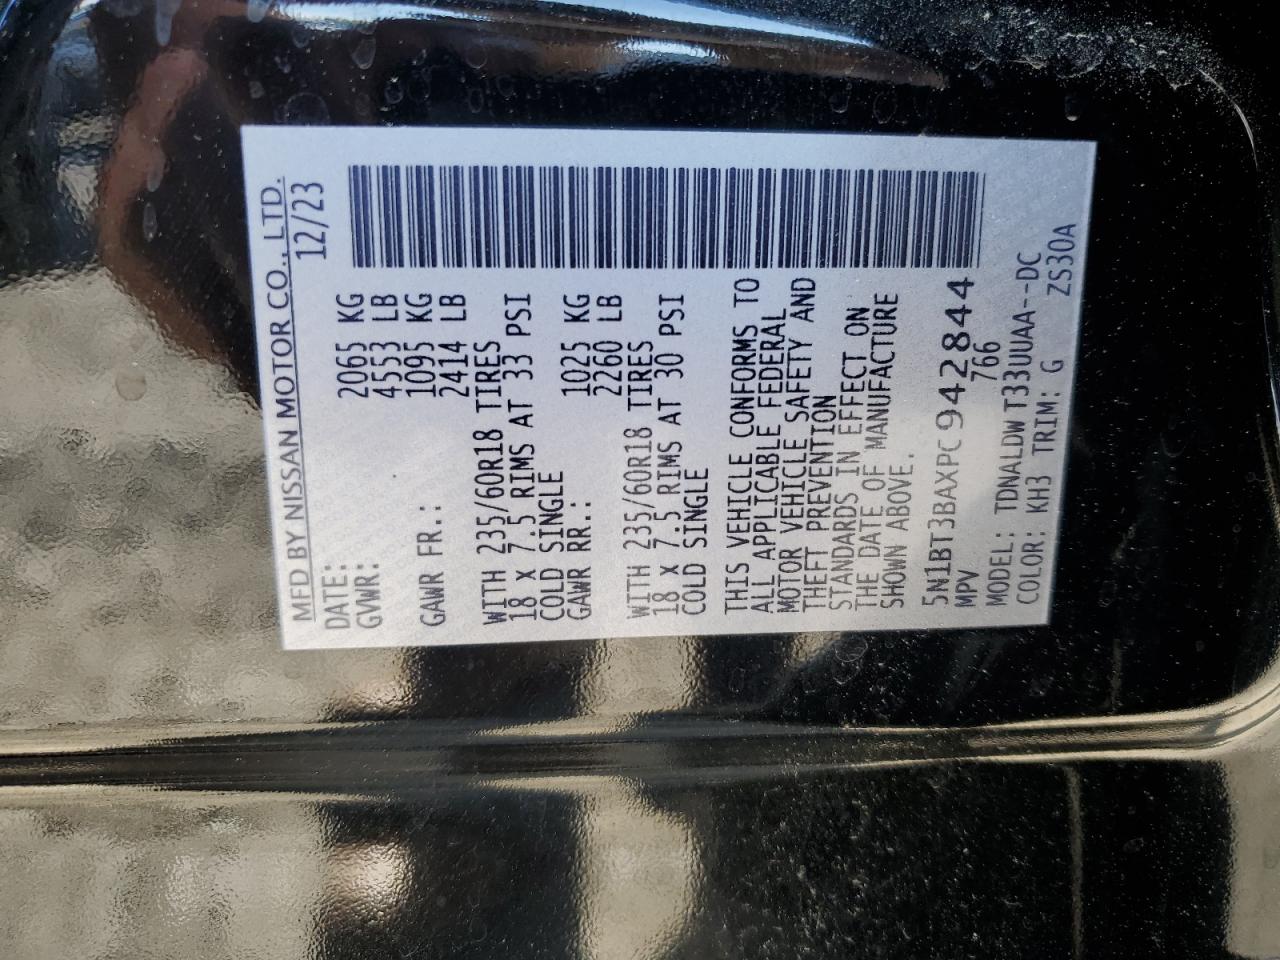 MFD BY NISSAN MOTOR CO., LTD.
DATE: 12/23
GVWR: 2065 KG
4553 LB
GAWR FR.: 1095 KG
2414 LB
WITH 235/60R18 TIRES
18 X 7.5 RIMS AT 33 PSI
COLD SINGLE
GAWR RR.: 1025 KG
2260 LB
WITH 235/60R18 TIRES
18 X 7.5 RIMS AT 30 PSI
COLD SINGLE
THIS VEHICLE CONFORMS TO
ALL APPLICABLE FEDERAL
MOTOR VEHICLE SAFETY AND
THEFT PREVENTION
STANDARDS IN EFFECT ON
THE DATE OF MANUFACTURE
SHOWN ABOVE.
5N1BT3BAXPC942844
MPV 766
MODEL: TDNALDWT33UUAA--DC
COLOR: KH3 TRIM: G ZS30A